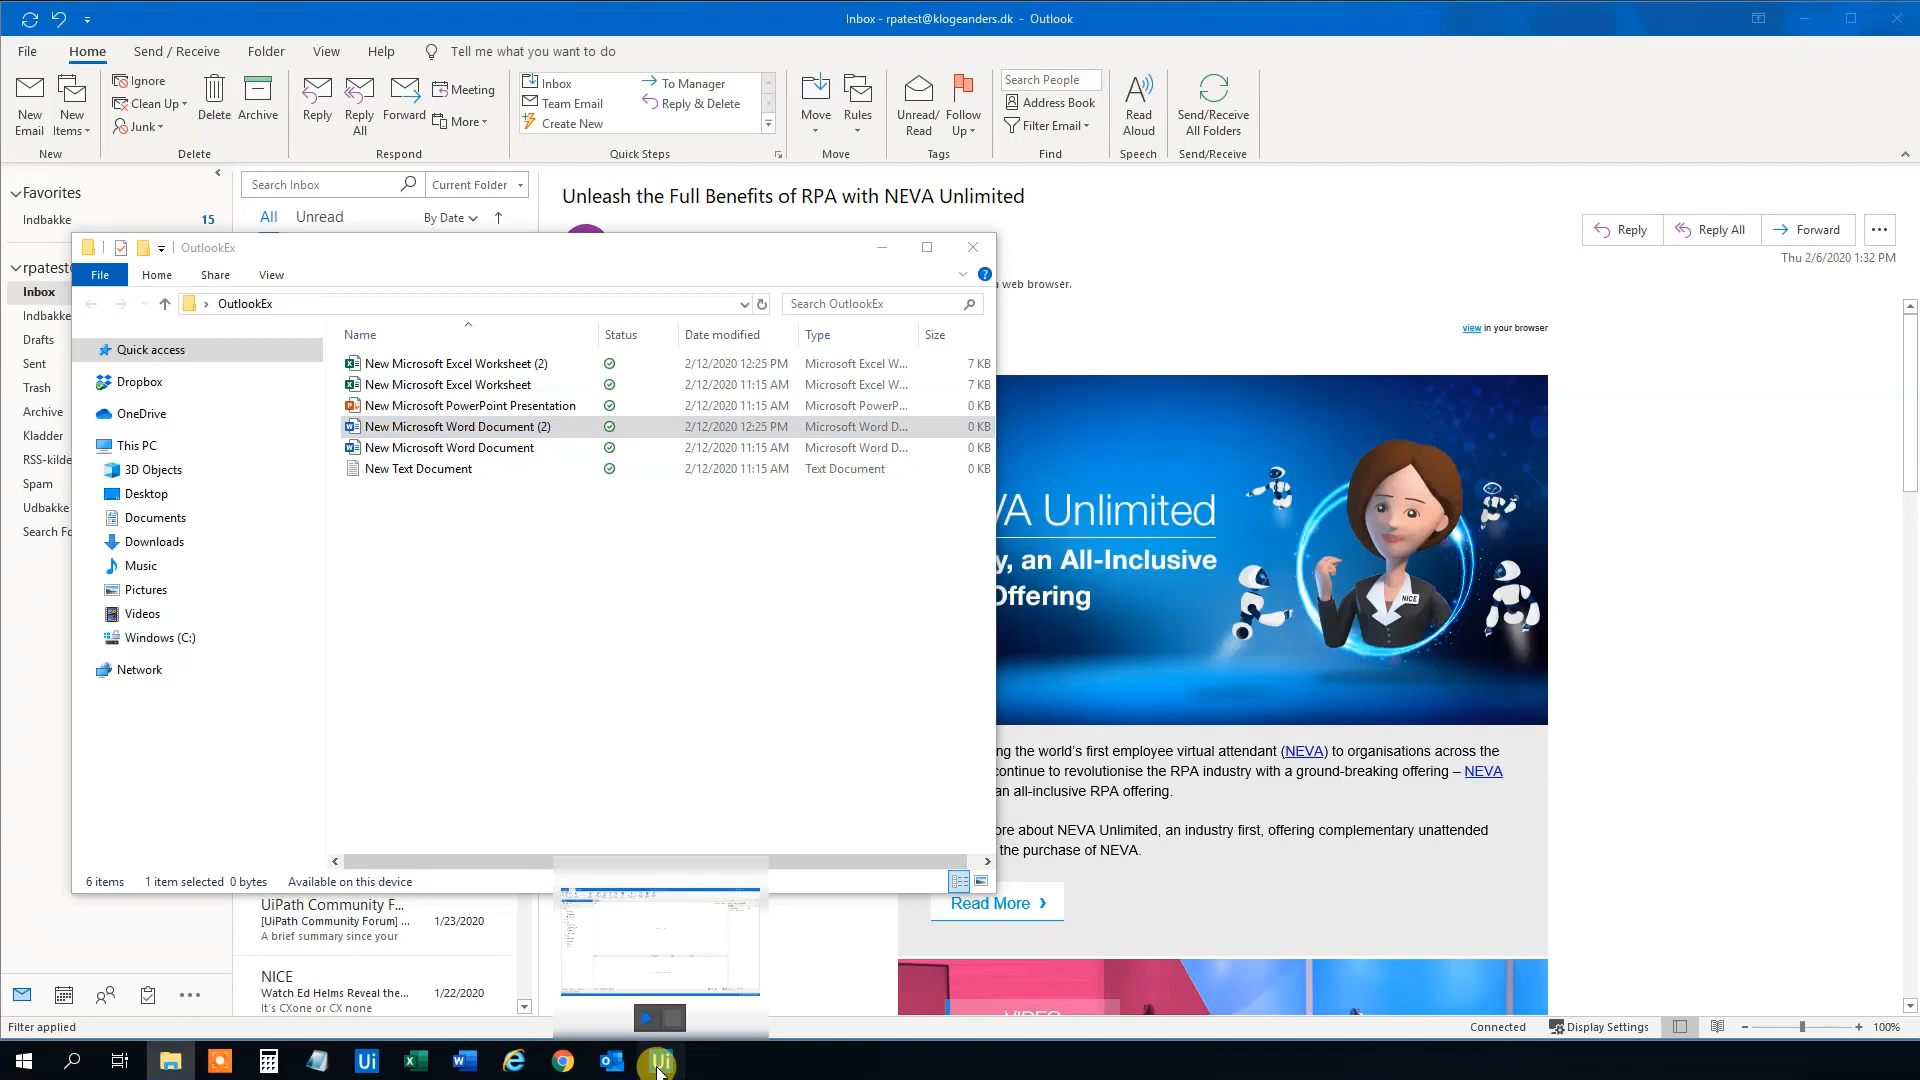 Inbox - rpatest@klogeanders.dk - Outlook
File Home Send / Receive Folder View Help Tell me what you want to do
New Email
New Items
Ignore
Clean Up
Junk
Delete
Archive
Reply
Reply All
Forward
Meeting
More
Inbox
Team Email
Create New
To Manager
Reply & Delete
Move
Rules
Unread/ Read
Follow Up
Search People
Address Book
Filter Email
Read Aloud
Send/Receive All Folders
New Delete Respond Quick Steps Move Tags Find Speech Send/Receive
Favorites
Indbakke 15
rpatest@
Inbox
Indbakke
Drafts
Sent
Trash
Archive
Kladder
RSS-kilde
Spam
Udbakke
Search Fo
Search Inbox
Current Folder
All Unread By Date
Unleash the Full Benefits of RPA with NEVA Unlimited
Reply Reply All Forward
Thu 2/6/2020 1:32 PM
a web browser.
view in your browser
OutlookEx
File Home Share View
OutlookEx
Search OutlookEx
Name Status Date modified Type Size
New Microsoft Excel Worksheet (2) 2/12/2020 12:25 PM Microsoft Excel W... 7 KB
New Microsoft Excel Worksheet 2/12/2020 11:15 AM Microsoft Excel W... 7 KB
New Microsoft PowerPoint Presentation 2/12/2020 11:15 AM Microsoft PowerP... 0 KB
New Microsoft Word Document (2) 2/12/2020 12:25 PM Microsoft Word D... 0 KB
New Microsoft Word Document 2/12/2020 11:15 AM Microsoft Word D... 0 KB
New Text Document 2/12/2020 11:15 AM Text Document 0 KB
Quick access
Dropbox
OneDrive
This PC
3D Objects
Desktop
Documents
Downloads
Music
Pictures
Videos
Windows (C:)
Network
6 items 1 item selected 0 bytes Available on this device
VA Unlimited
y, an All-Inclusive
Offering
NICE
ng the world's first employee virtual attendant (NEVA) to organisations across the
continue to revolutionise the RPA industry with a ground-breaking offering – NEVA
an all-inclusive RPA offering.
ore about NEVA Unlimited, an industry first, offering complementary unattended
the purchase of NEVA.
Read More
VIDEO
UiPath Community F...
[UiPath Community Forum] ... 1/23/2020
A brief summary since your
NICE
Watch Ed Helms Reveal the... 1/22/2020
It's CXone or CX none
Filter applied
Connected Display Settings 100%
Ui
Ui